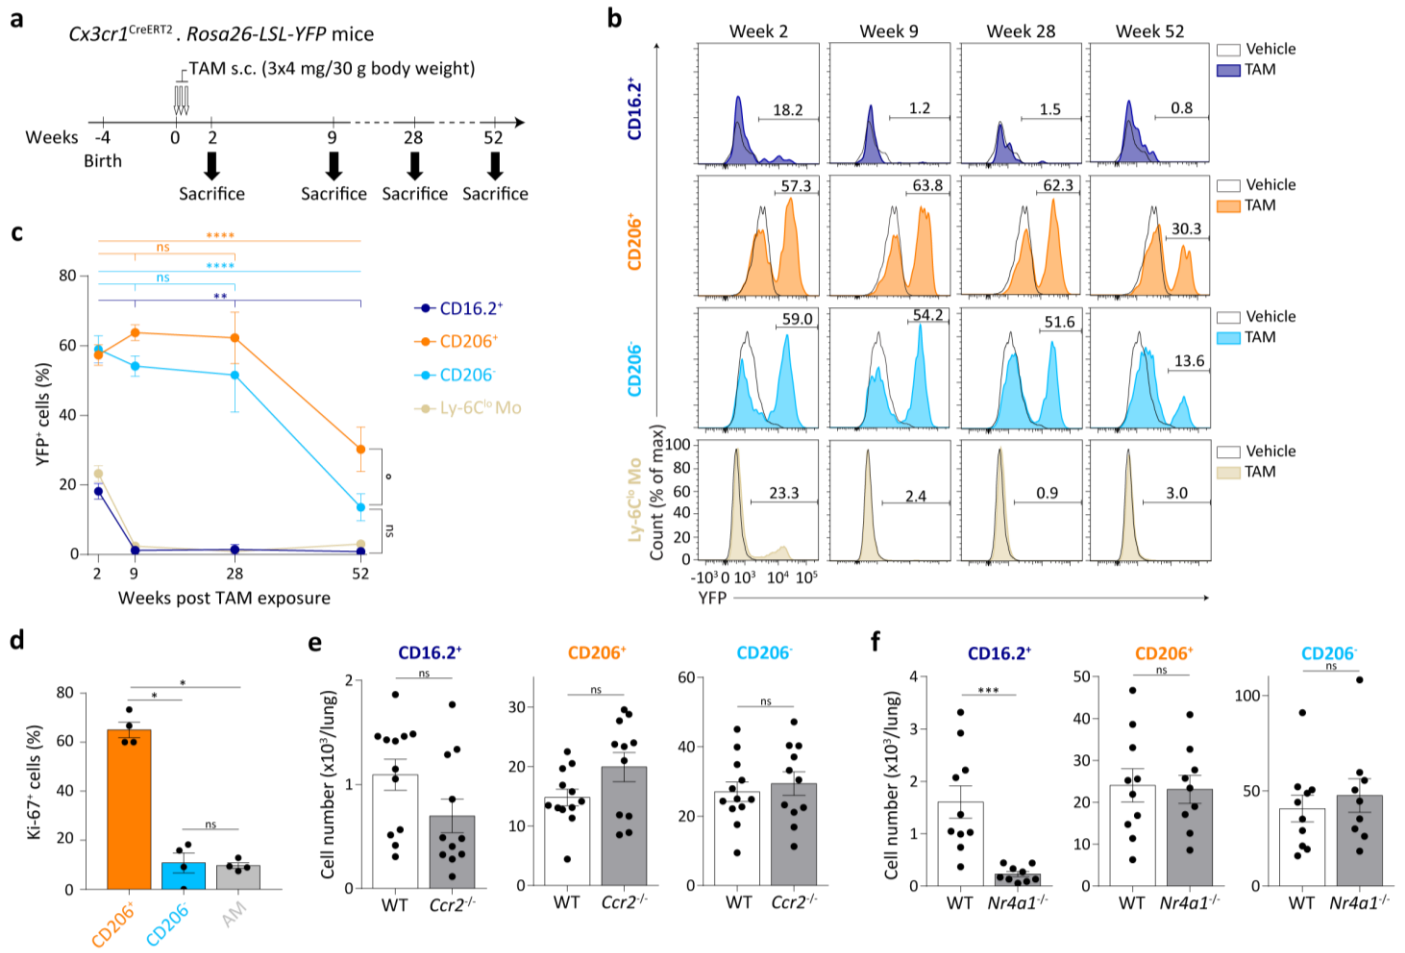 a
Cx3cr1CreERT2 . Rosa26-LSL-YFP mice
TAM s.c. (3x4 mg/30 g body weight)
Weeks -4 0 2 9 28 52
Birth
Sacrifice Sacrifice Sacrifice Sacrifice
b
Week 2 Week 9 Week 28 Week 52
CD16.2+
18.2 1.2 1.5 0.8
Vehicle
TAM
CD206+
57.3 63.8 62.3 30.3
Vehicle
TAM
CD206-
59.0 54.2 51.6 13.6
Vehicle
TAM
Ly-6Clo Mo
Count (% of max)
100
80
60
40
20
0
23.3 2.4 0.9 3.0
Vehicle
TAM
-10³ 0 10³ 10⁴ 10⁵
YFP
c
****
ns
****
ns
**
YFP+ cells (%)
80
60
40
20
0
2 9 28 52
Weeks post TAM exposure
CD16.2+
CD206+
CD206-
Ly-6Clo Mo
ns
d
Ki-67+ cells (%)
80
60
40
20
0
*
*
ns
CD206+ CD206- AM
e
CD16.2+ CD206+ CD206-
Cell number (x10³/lung)
ns
2
1
0
WT Ccr2-/-
ns
30
20
10
0
WT Ccr2-/-
ns
60
40
20
0
WT Ccr2-/-
f
CD16.2+ CD206+ CD206-
Cell number (x10³/lung)
***
4
3
2
1
0
WT Nr4a1-/-
ns
50
40
30
20
10
0
WT Nr4a1-/-
ns
100
50
0
WT Nr4a1-/-